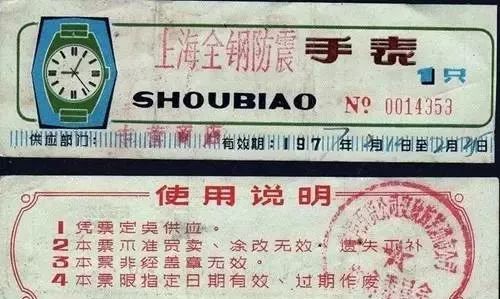 上海全钢防震 手表
1只
SHOUBIAO № 0014353
供应部门： 有效期：197 年 月 日至 月 日
使用说明
1 凭票定点供应。
2 本票不准买卖、涂改无效，遗失不补
3 本票非经盖章无效。
4 本票限指定日期有效、过期作废